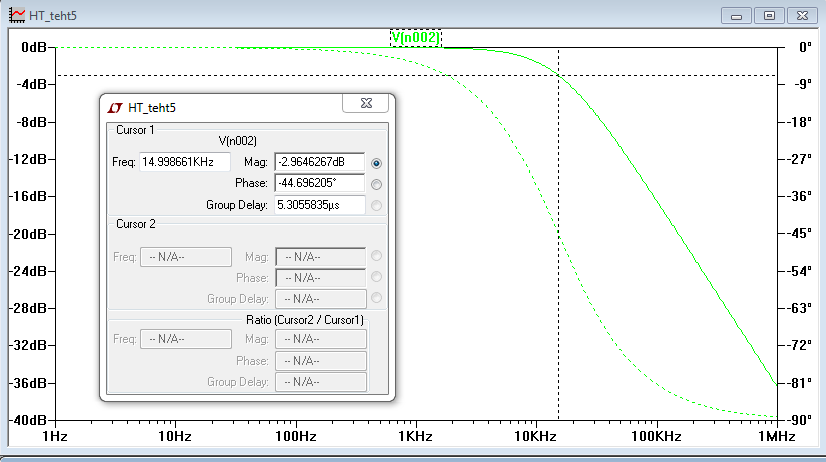 HT_teht5
V(n002)
0dB
-4dB
-8dB
-12dB
-16dB
-20dB
-24dB
-28dB
-32dB
-36dB
-40dB
0°
-9°
-18°
-27°
-36°
-45°
-54°
-63°
-72°
-81°
-90°
1Hz 10Hz 100Hz 1KHz 10KHz 100KHz 1MHz
HT_teht5
Cursor 1
V(n002)
Freq: 14.998661KHz Mag: -2.9646267dB
Phase: -44.696205°
Group Delay: 5.3055835µs
Cursor 2
Freq: -- N/A-- Mag: -- N/A--
Phase: -- N/A--
Group Delay: -- N/A--
Ratio (Cursor2 / Cursor1)
Freq: -- N/A-- Mag: -- N/A--
Phase: -- N/A--
Group Delay: -- N/A--